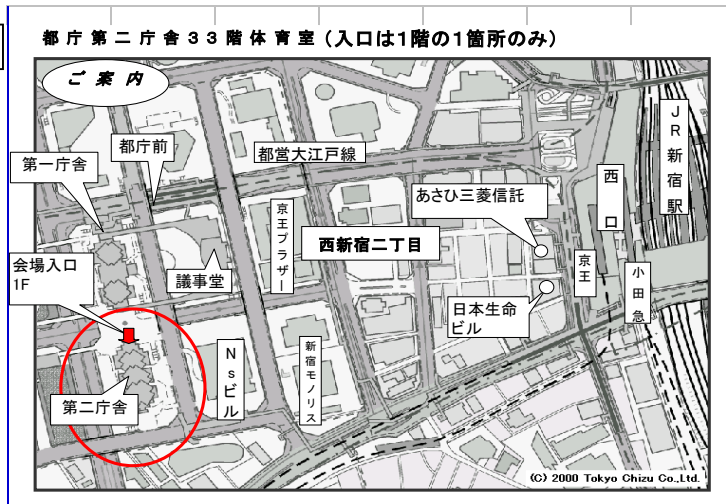 都庁第二庁舎33階体育室(入口は1階の1箇所のみ)
ご案内
都庁前
第一庁舎
都営大江戸線
あさひ三菱信託
西口
JR新宿駅
京王プラザー
西新宿二丁目
会場入口
1F
議事堂
京王
小田急
日本生命
ビル
Nsビル
新宿モノリス
第二庁舎
(C) 2000 Tokyo Chizu Co.,Ltd.